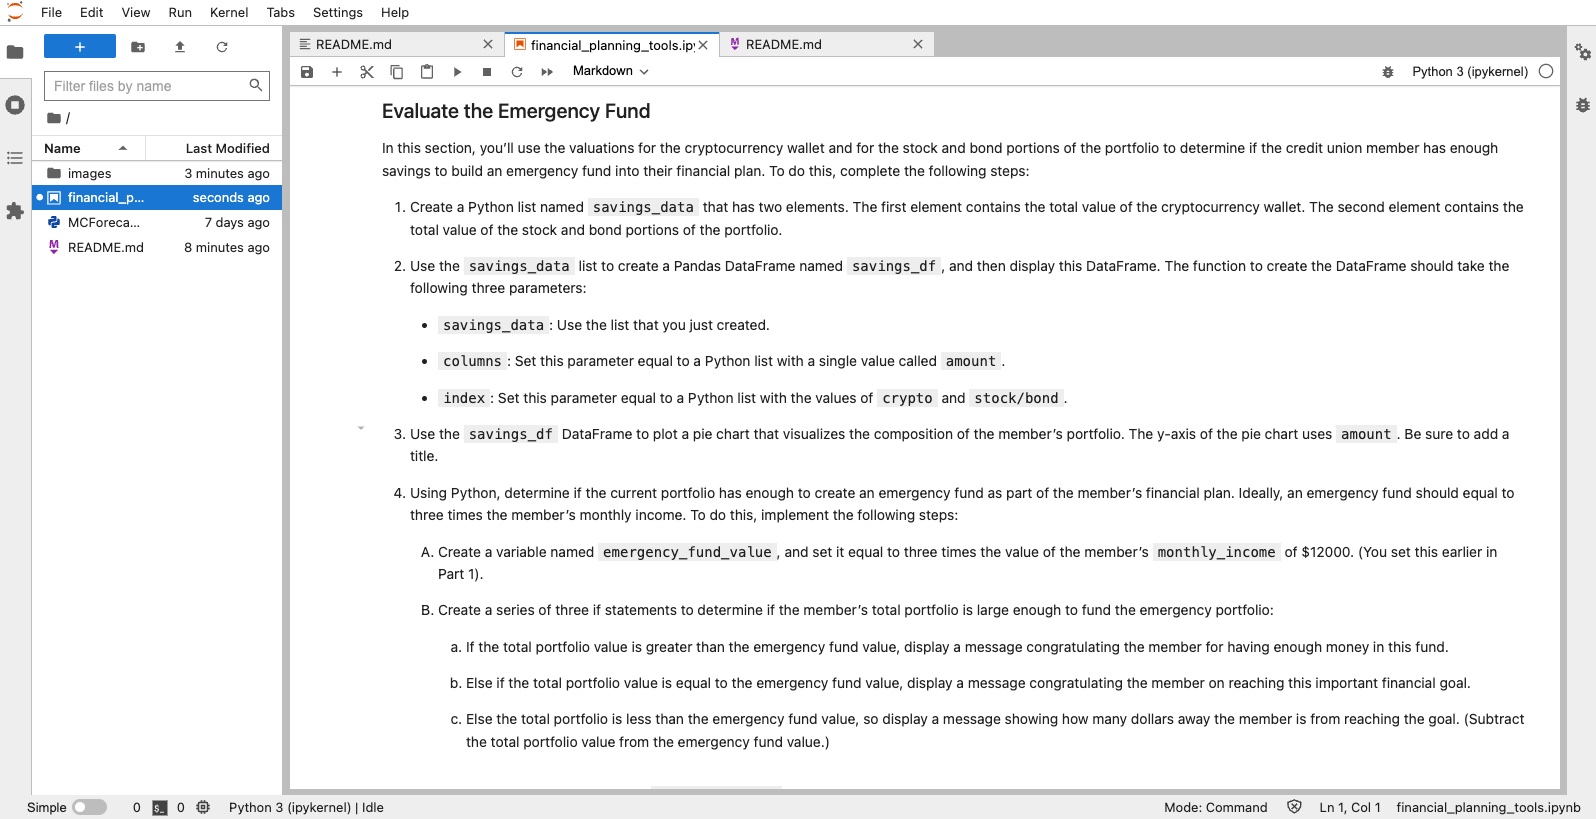 File Edit View Run Kernel Tabs Settings Help
README.md
financial_planning_tools.ipy
README.md
Markdown
Python 3 (ipykernel)
Filter files by name
/
Name Last Modified
images 3 minutes ago
financial_p... seconds ago
MCForeca... 7 days ago
README.md 8 minutes ago
Evaluate the Emergency Fund
In this section, you’ll use the valuations for the cryptocurrency wallet and for the stock and bond portions of the portfolio to determine if the credit union member has enough
savings to build an emergency fund into their financial plan. To do this, complete the following steps:
1. Create a Python list named savings_data that has two elements. The first element contains the total value of the cryptocurrency wallet. The second element contains the
total value of the stock and bond portions of the portfolio.
2. Use the savings_data list to create a Pandas DataFrame named savings_df , and then display this DataFrame. The function to create the DataFrame should take the
following three parameters:
• savings_data : Use the list that you just created.
• columns : Set this parameter equal to a Python list with a single value called amount .
• index : Set this parameter equal to a Python list with the values of crypto and stock/bond .
3. Use the savings_df DataFrame to plot a pie chart that visualizes the composition of the member’s portfolio. The y-axis of the pie chart uses amount . Be sure to add a
title.
4. Using Python, determine if the current portfolio has enough to create an emergency fund as part of the member’s financial plan. Ideally, an emergency fund should equal to
three times the member’s monthly income. To do this, implement the following steps:
A. Create a variable named emergency_fund_value , and set it equal to three times the value of the member’s monthly_income of $12000. (You set this earlier in
Part 1).
B. Create a series of three if statements to determine if the member’s total portfolio is large enough to fund the emergency portfolio:
a. If the total portfolio value is greater than the emergency fund value, display a message congratulating the member for having enough money in this fund.
b. Else if the total portfolio value is equal to the emergency fund value, display a message congratulating the member on reaching this important financial goal.
c. Else the total portfolio is less than the emergency fund value, so display a message showing how many dollars away the member is from reaching the goal. (Subtract
the total portfolio value from the emergency fund value.)
Simple 0 0 Python 3 (ipykernel) | Idle Mode: Command Ln 1, Col 1 financial_planning_tools.ipynb